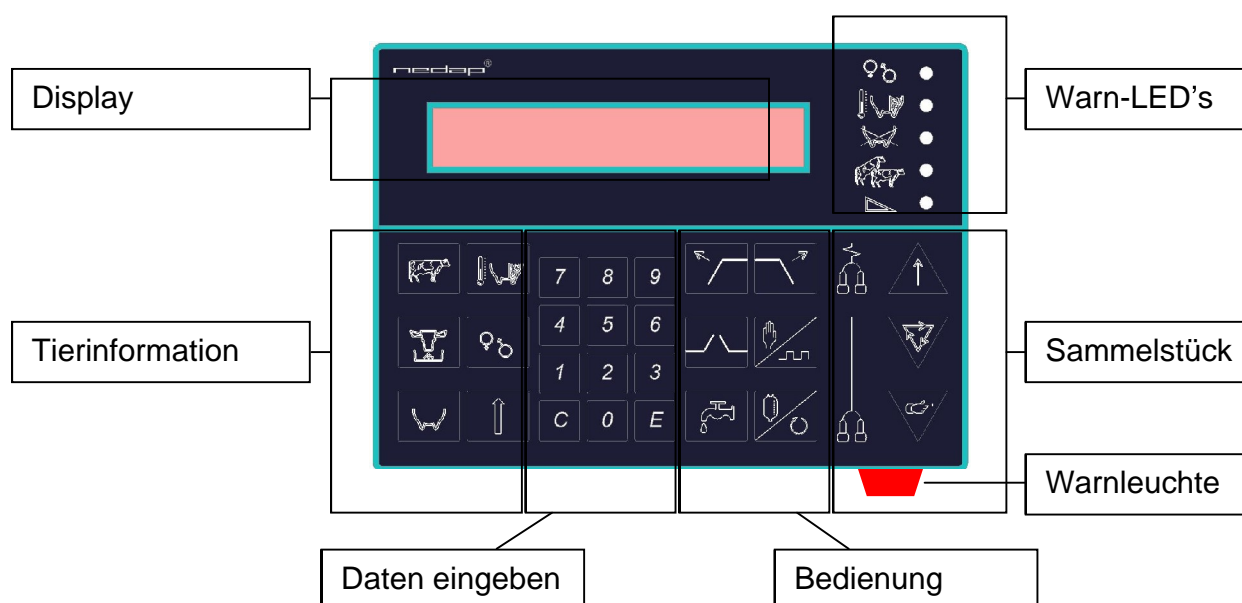 nedap®
Display
Warn-LED's
Tierinformation
7 8 9
4 5 6
1 2 3
C 0 E
Sammelstück
Warnleuchte
Daten eingeben
Bedienung